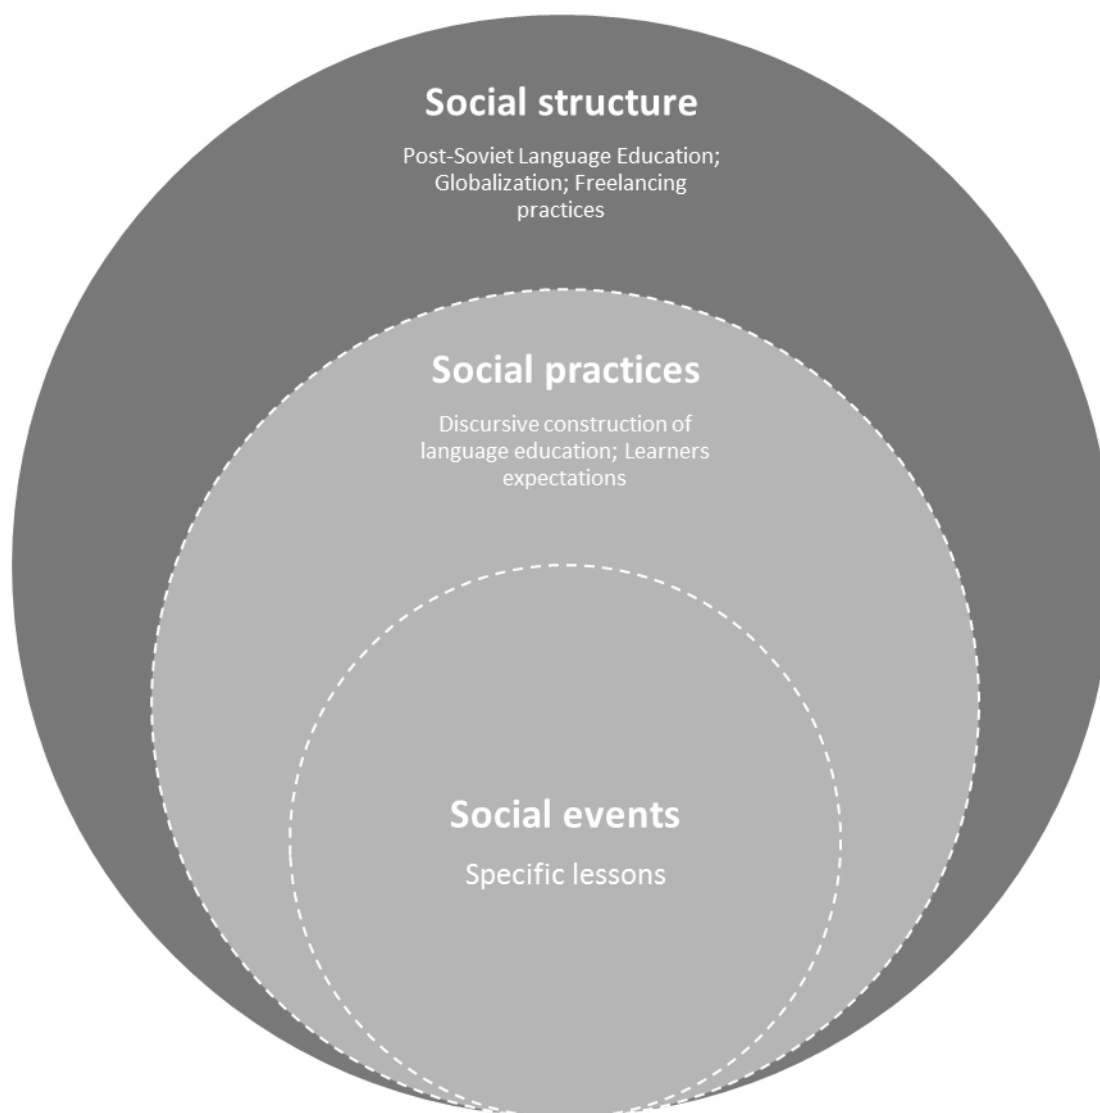 Social structure
Post-Soviet Language Education;
Globalization; Freelancing
practices
Social practices
Discursive construction of
language education; Learners
expectations
Social events
Specific lessons